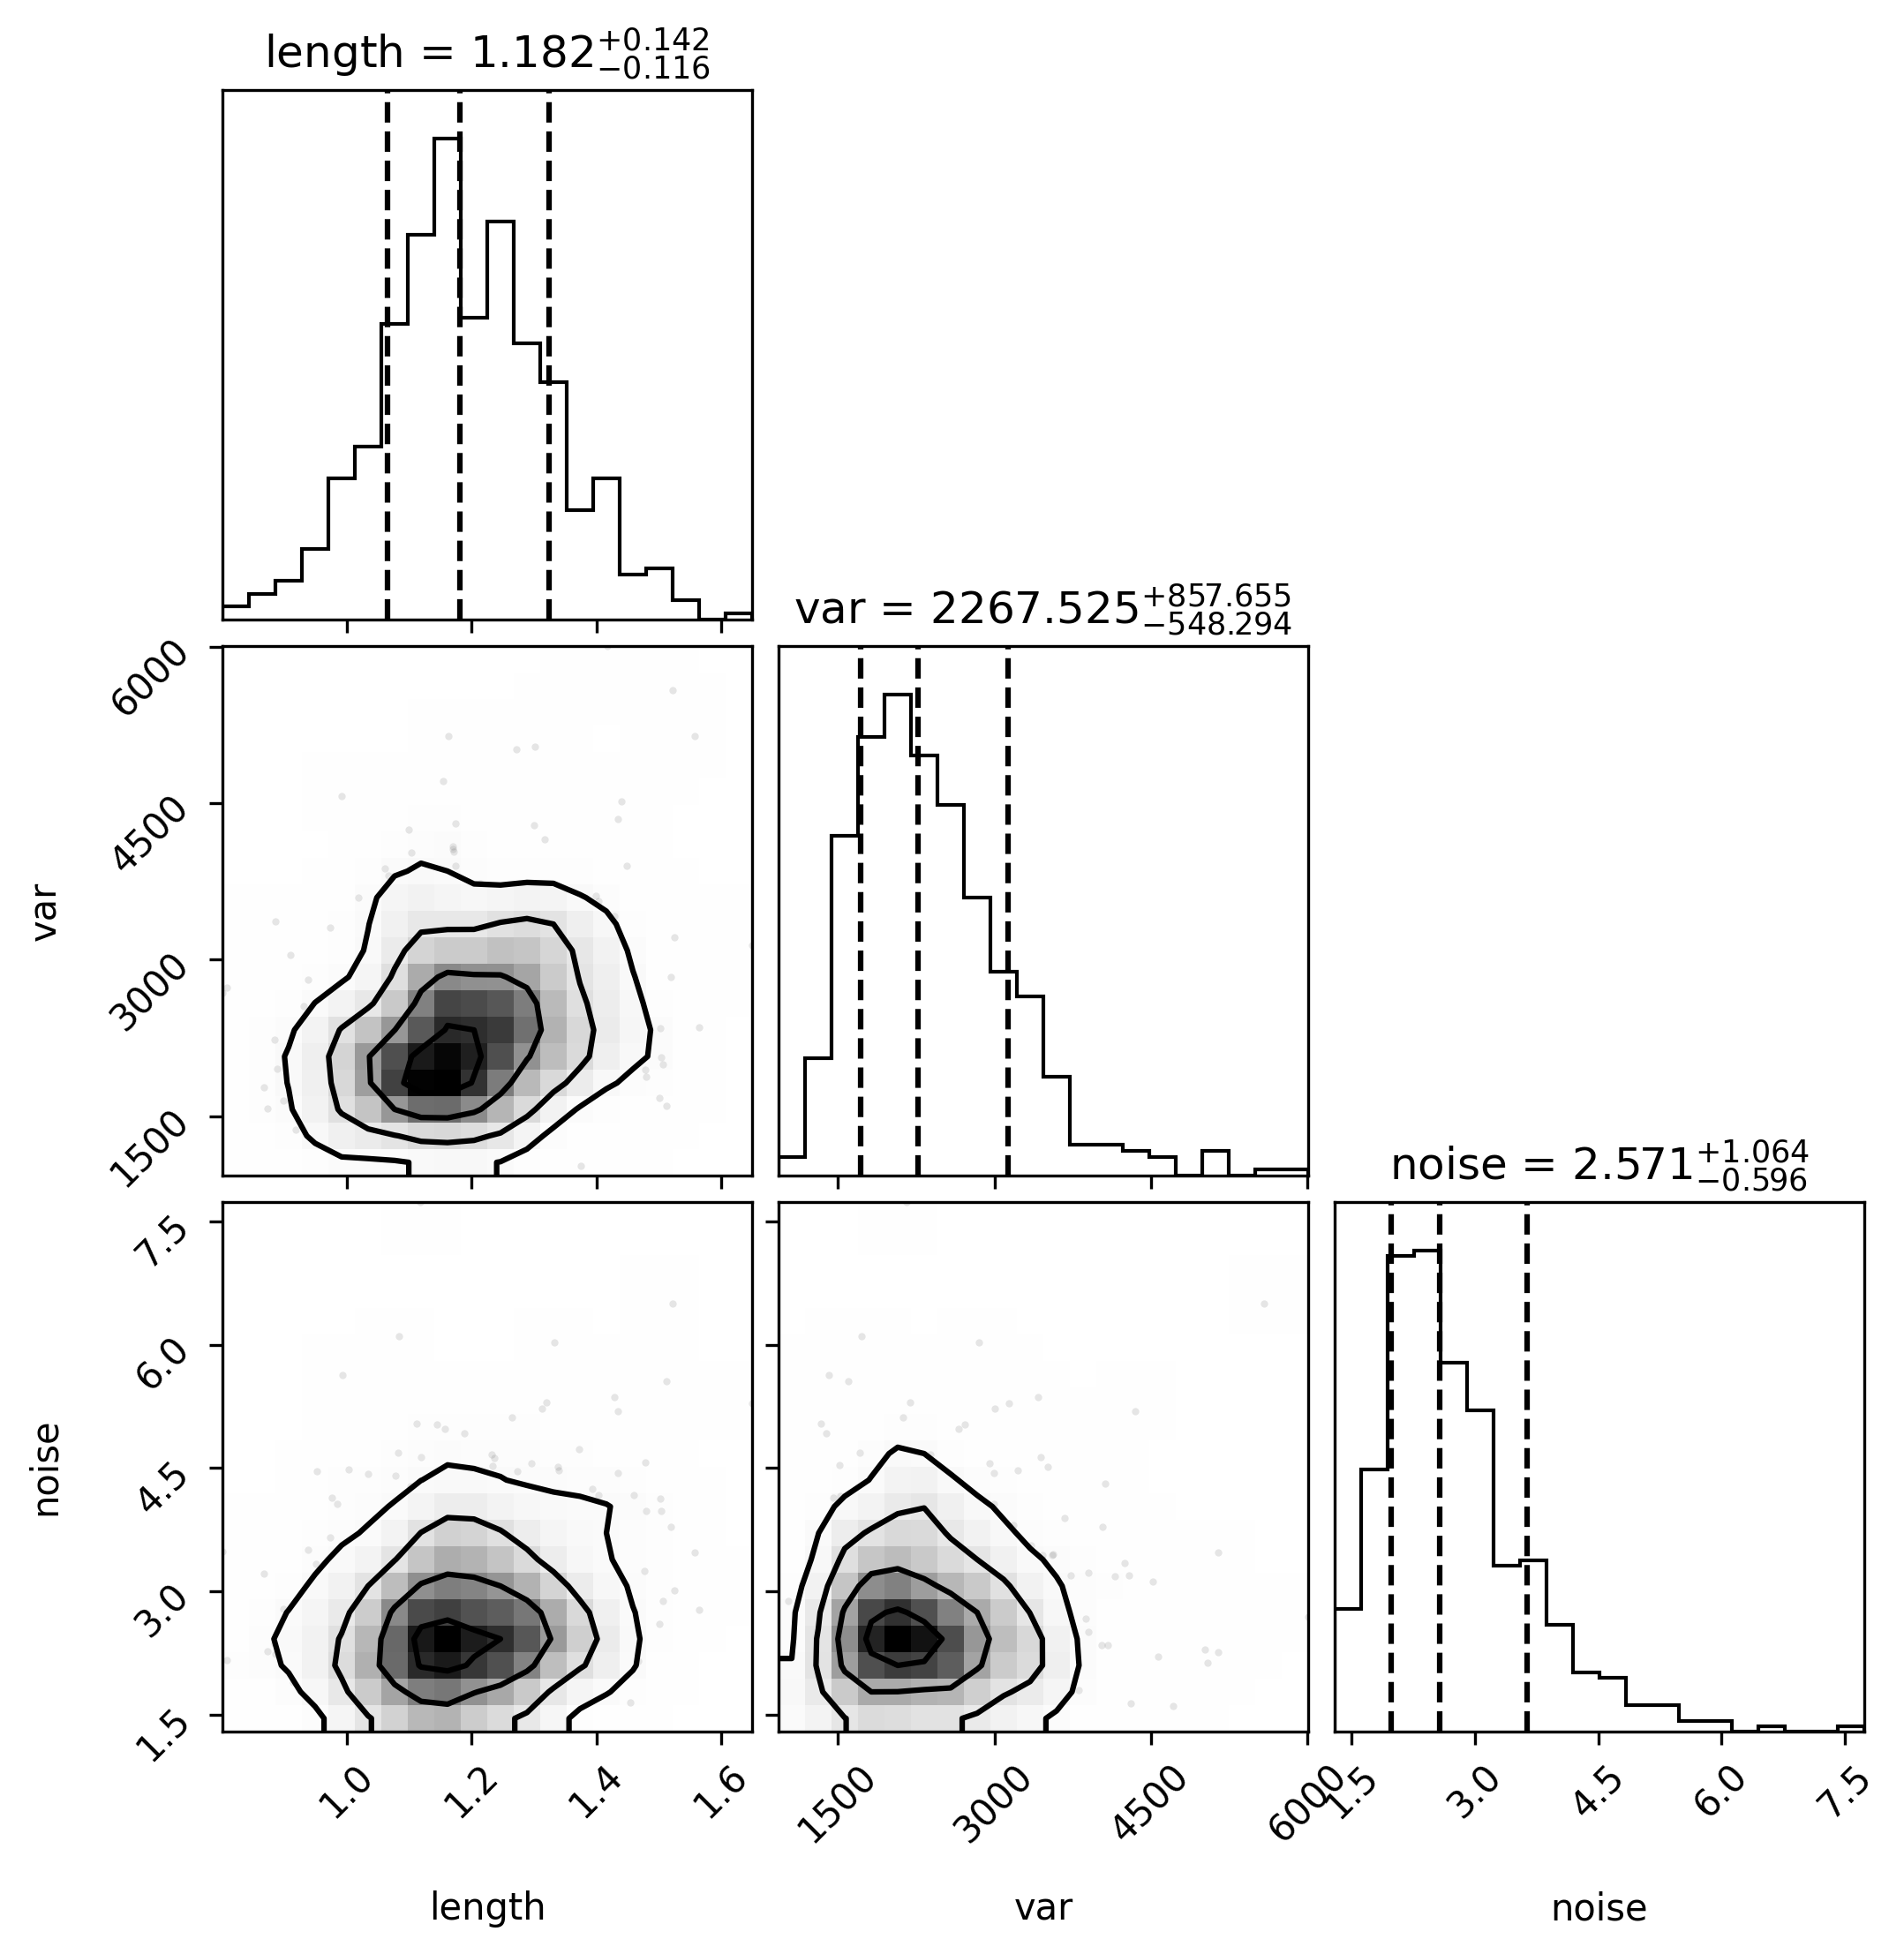 length = 1.182+0.142 −0.116
var = 2267.525+857.655 −548.294
6000
4500
3000
1500
var
noise = 2.571+1.064 −0.596
7.5
6.0
4.5
3.0
1.5
noise
1.0 1.2 1.4 1.6
1500 3000 4500 6000
1.5 3.0 4.5 6.0 7.5
length
var
noise